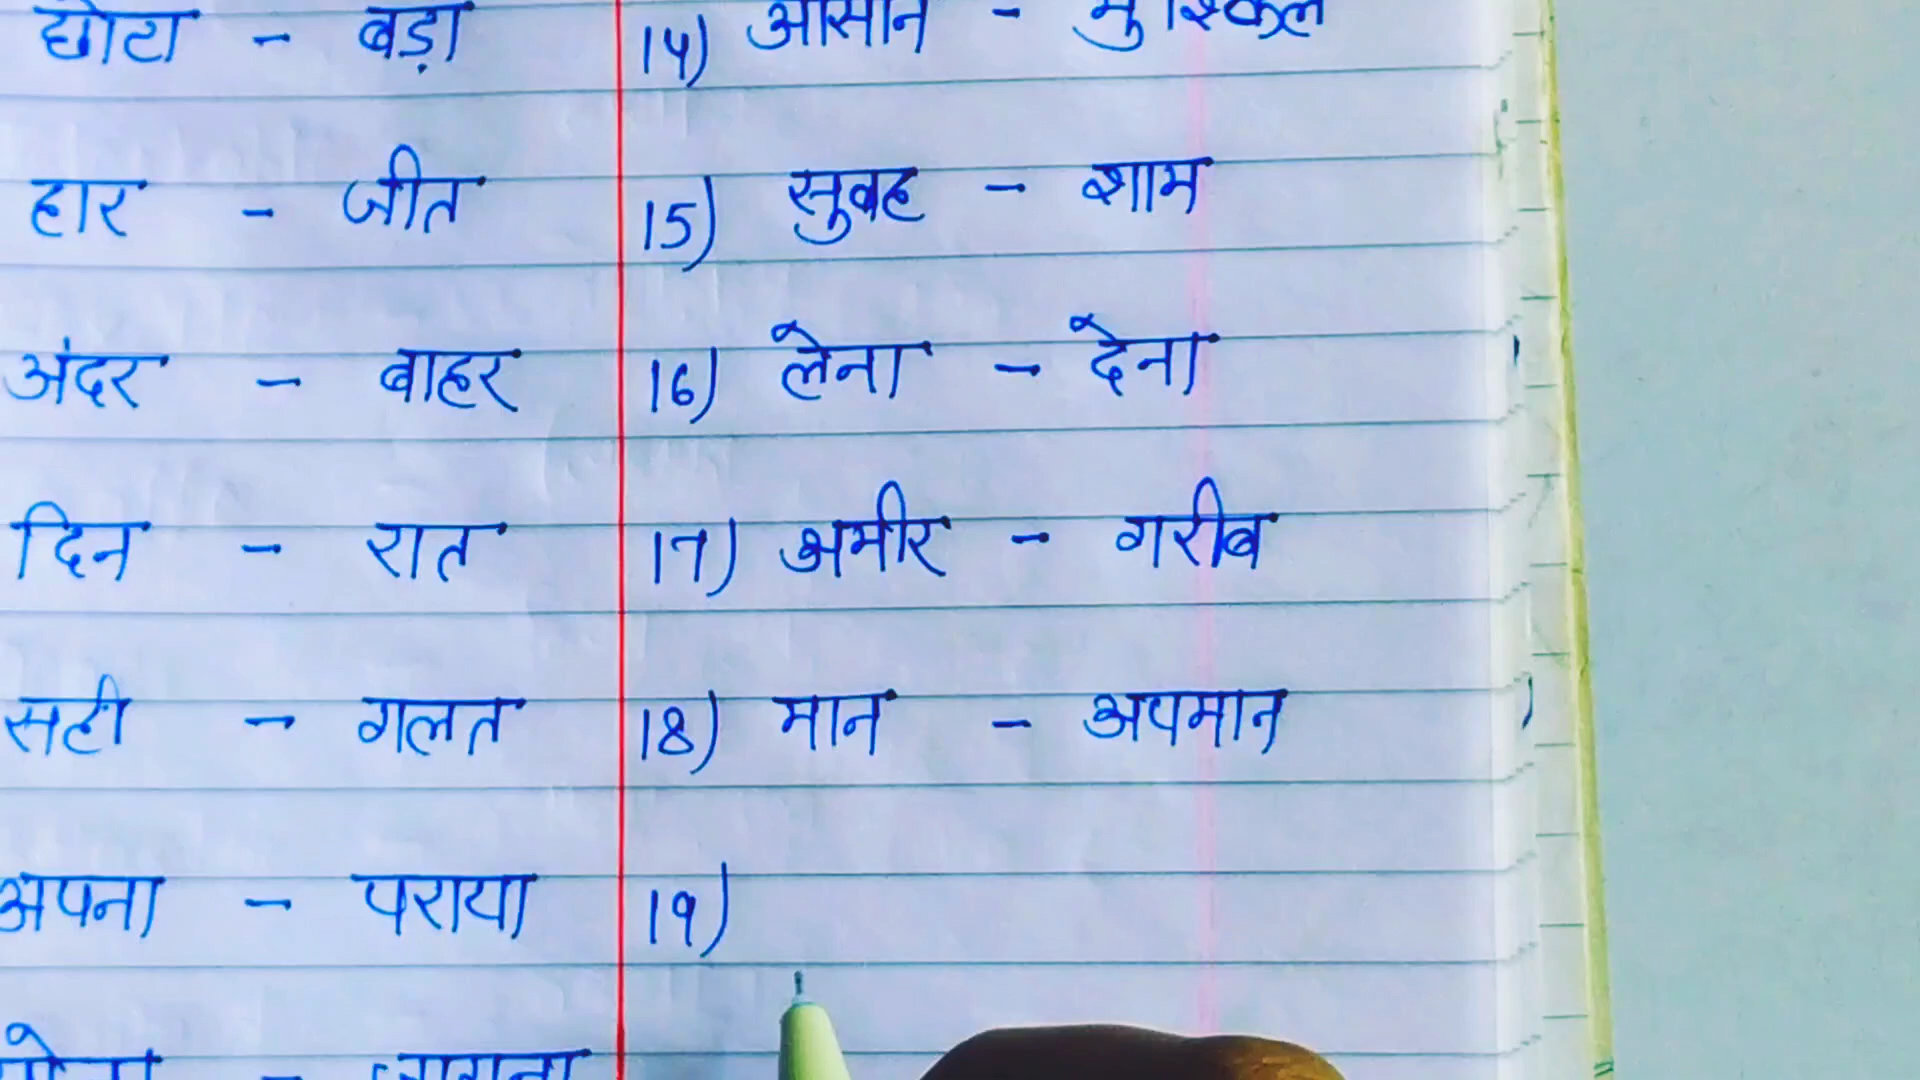 छोटा - बड़ा
हार - जीत
अंदर - बाहर
दिन - रात
सही - गलत
अपना - पराया
14) आसान - मुश्किल
15) सुबह - शाम
16) लेना - देना
17) अमीर - गरीब
18) मान - अपमान
19)